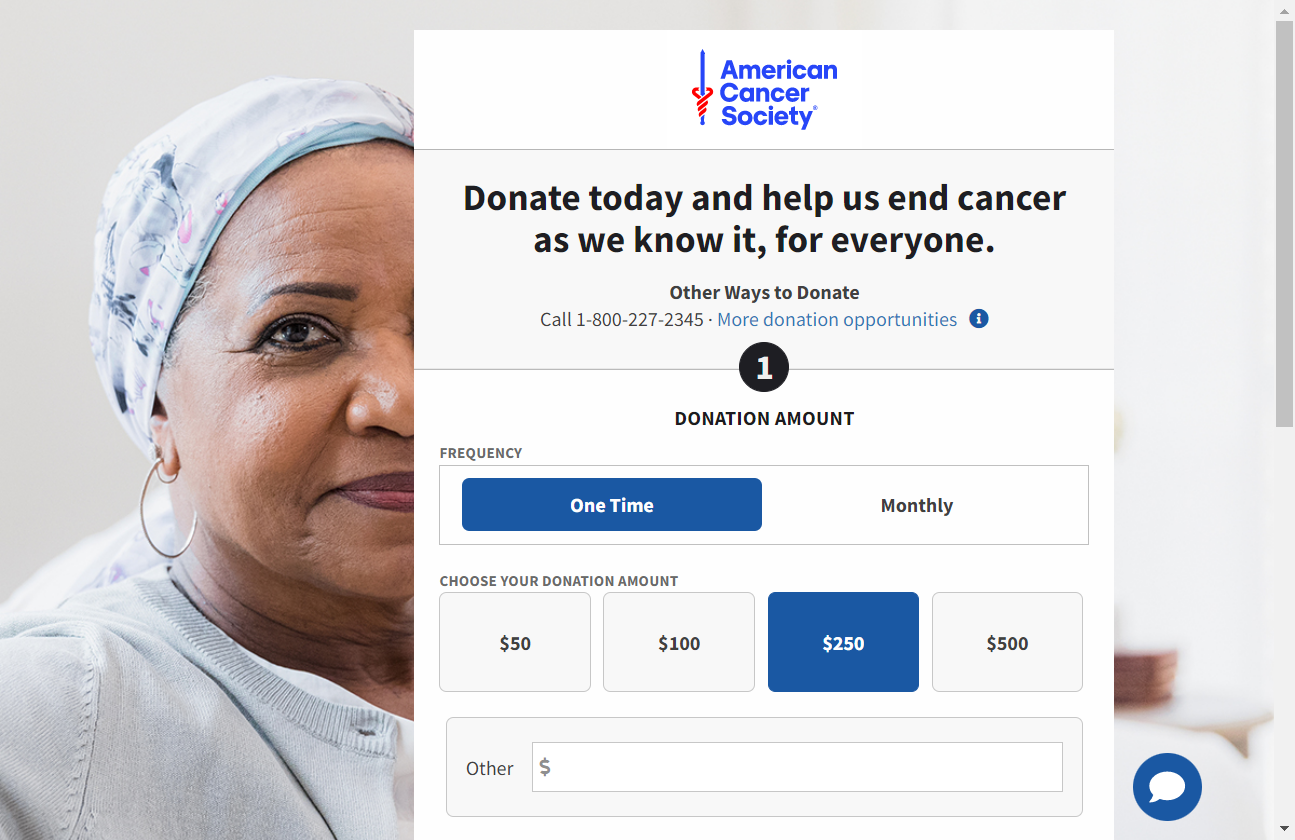 American
Cancer
Society®
Donate today and help us end cancer
as we know it, for everyone.
Other Ways to Donate
Call 1-800-227-2345 · More donation opportunities i
1
DONATION AMOUNT
FREQUENCY
One Time Monthly
CHOOSE YOUR DONATION AMOUNT
$50 $100 $250 $500
Other $